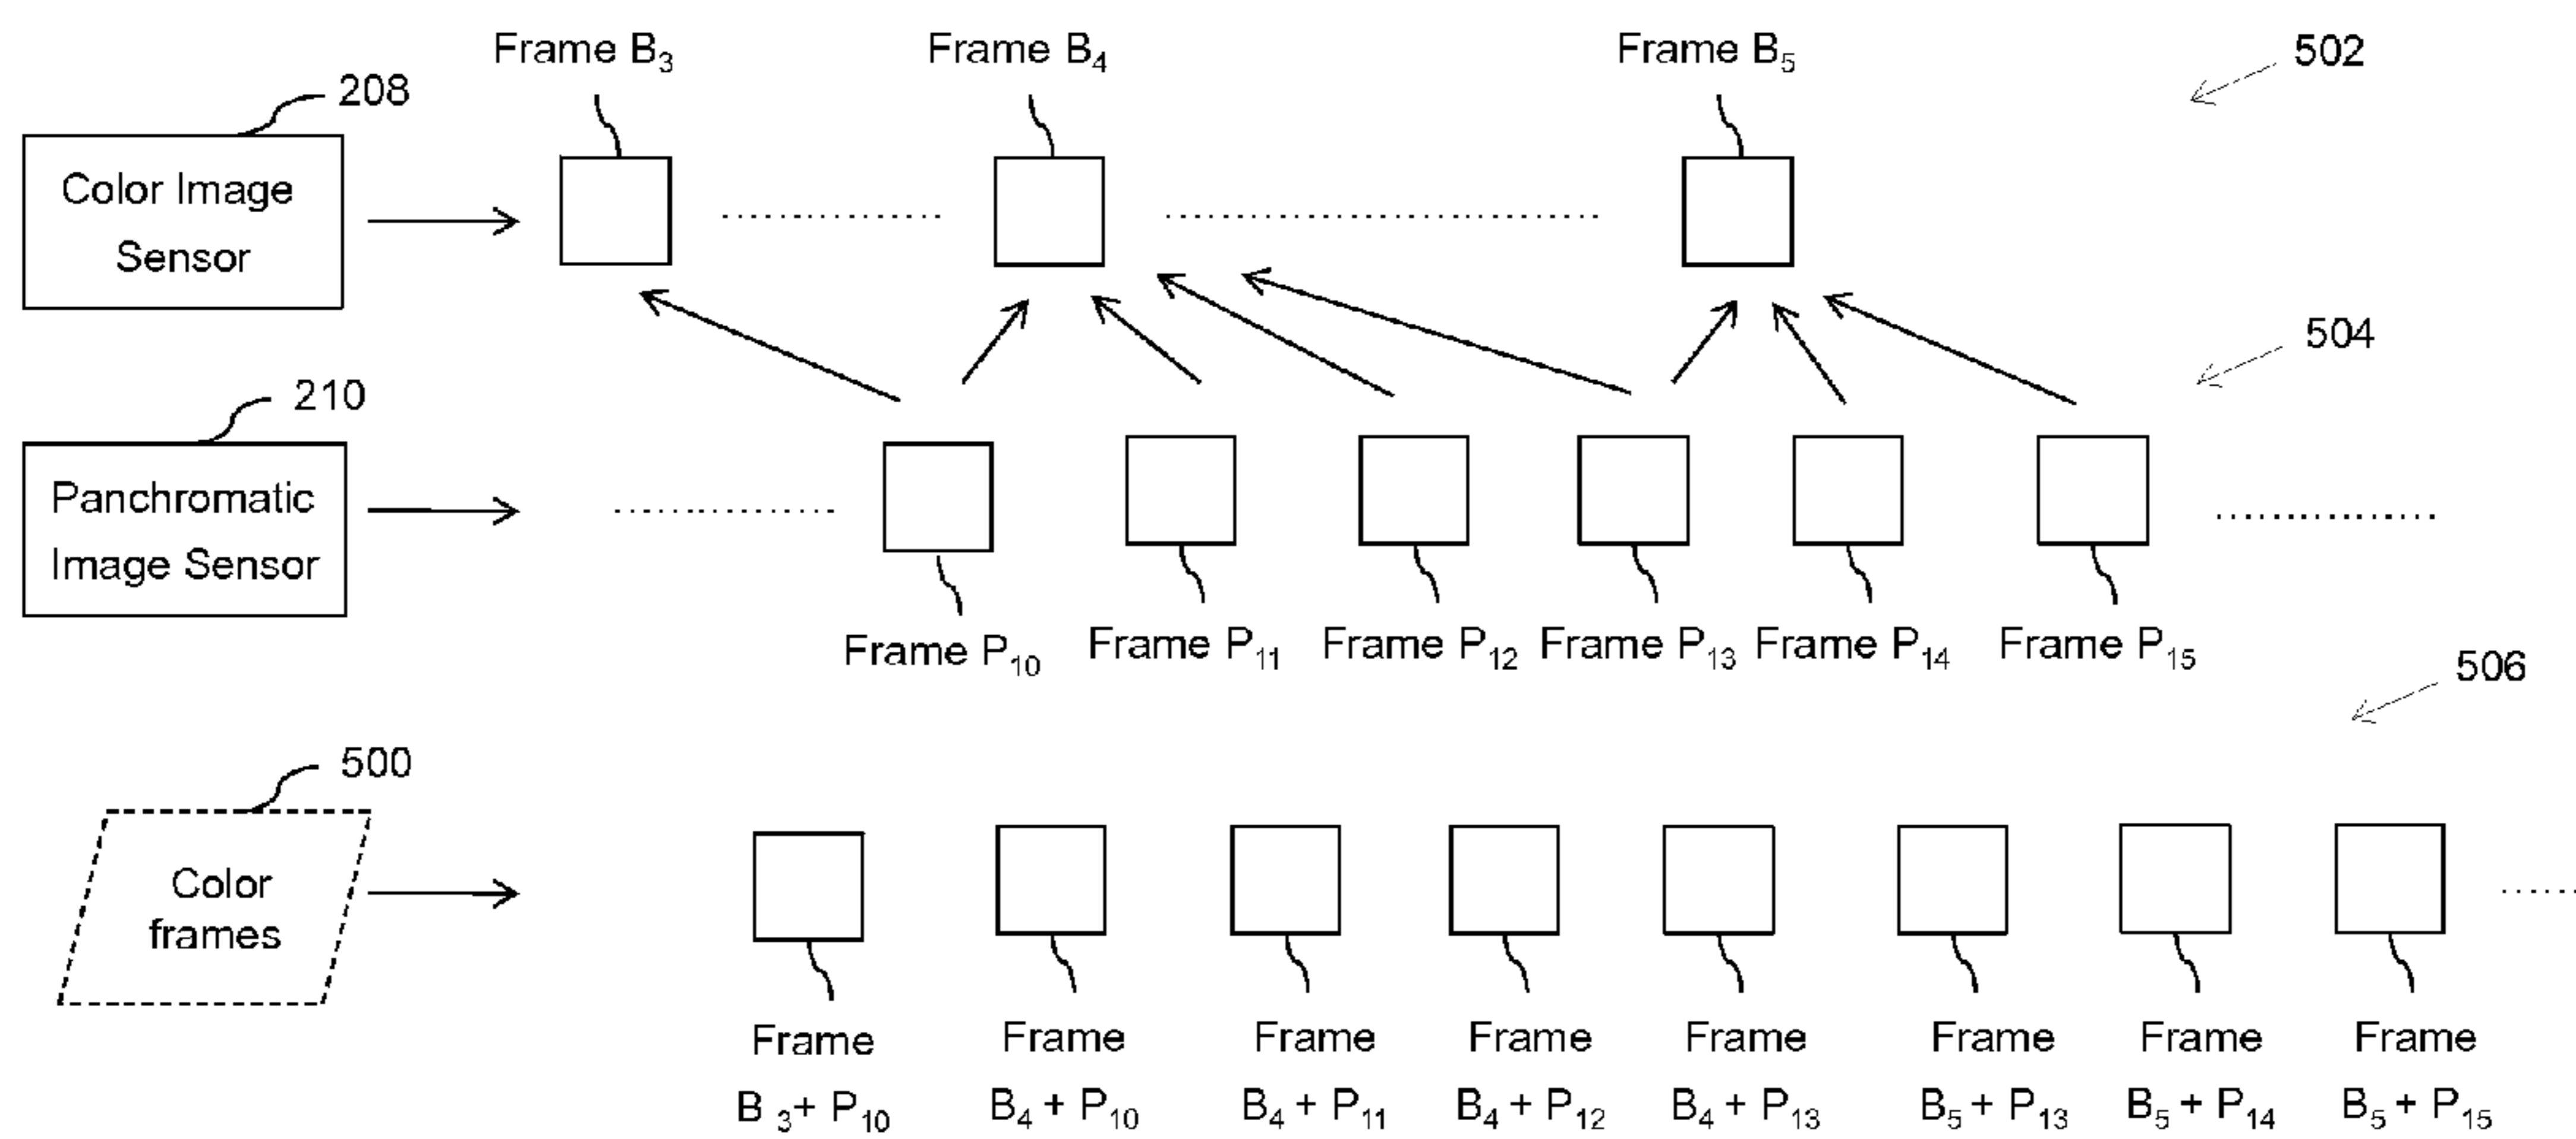 Frame B3 Frame B4 Frame B5 502
208
Color Image
Sensor
504
210
Panchromatic
Image Sensor
Frame P10 Frame P11 Frame P12 Frame P13 Frame P14 Frame P15
506
500
Color
frames
Frame Frame Frame Frame Frame Frame Frame Frame
B 3+ P10 B4 + P10 B4 + P11 B4 + P12 B4 + P13 B5 + P13 B5 + P14 B5 + P15